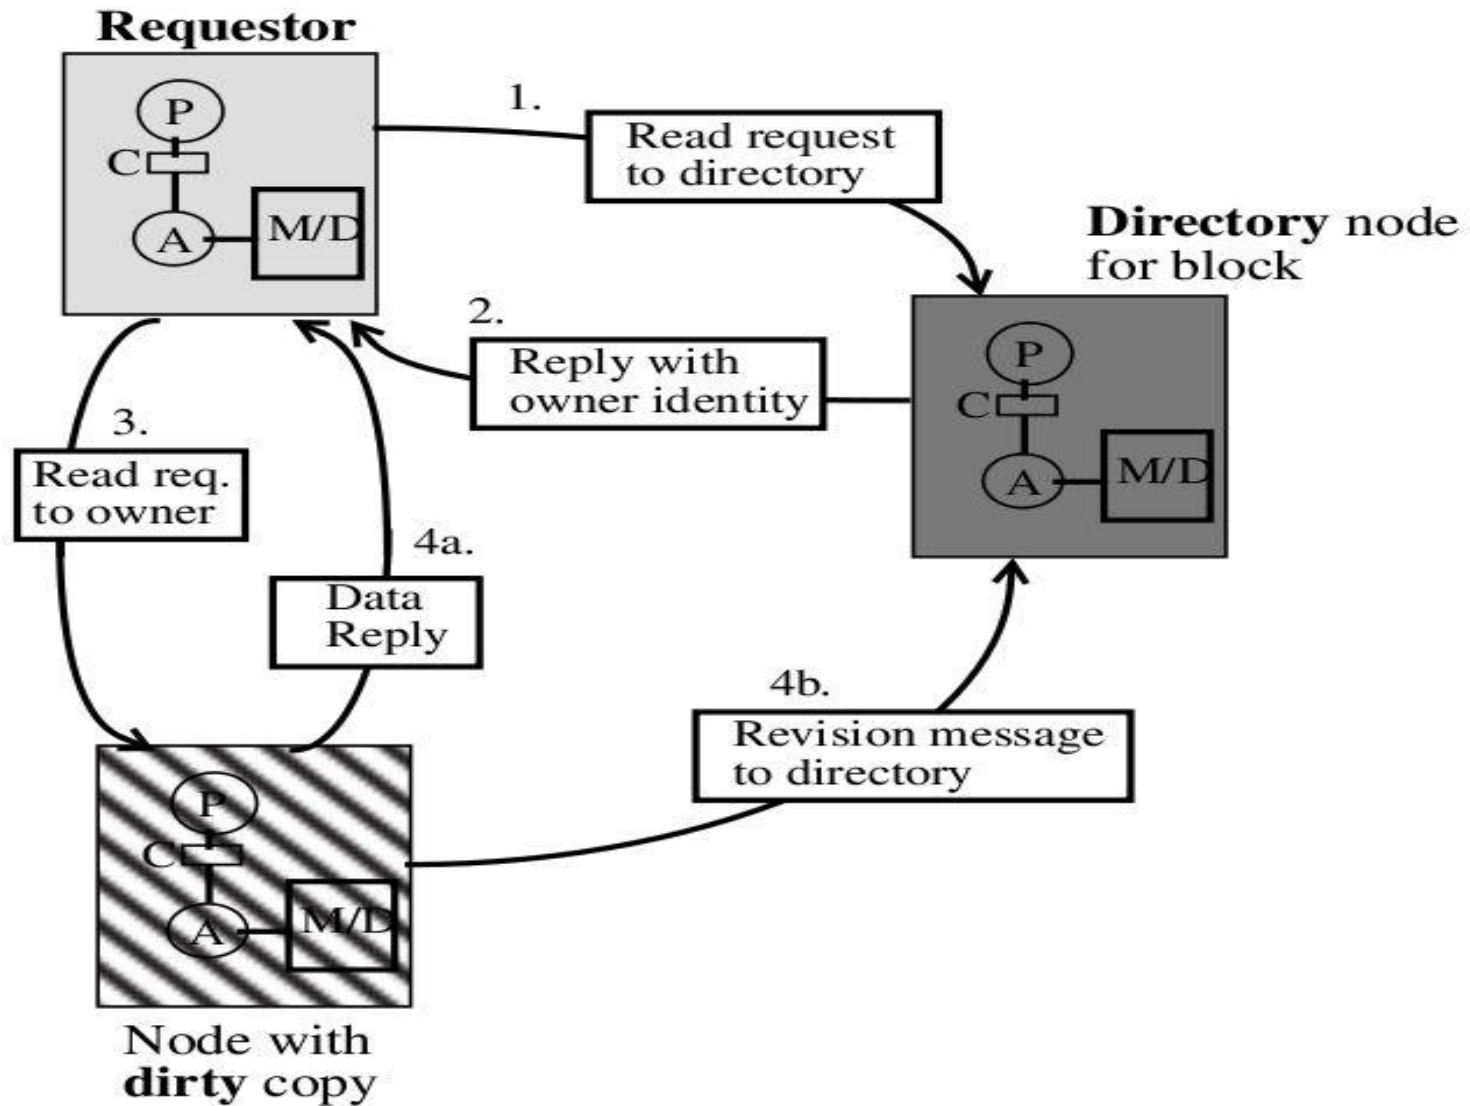 Requestor
P
C
A
M/D
1.
Read request
to directory
Directory node
for block
P
C
A
M/D
2.
Reply with
owner identity
3.
Read req.
to owner
4a.
Data
Reply
4b.
Revision message
to directory
P
C
A
M/D
Node with
dirty copy